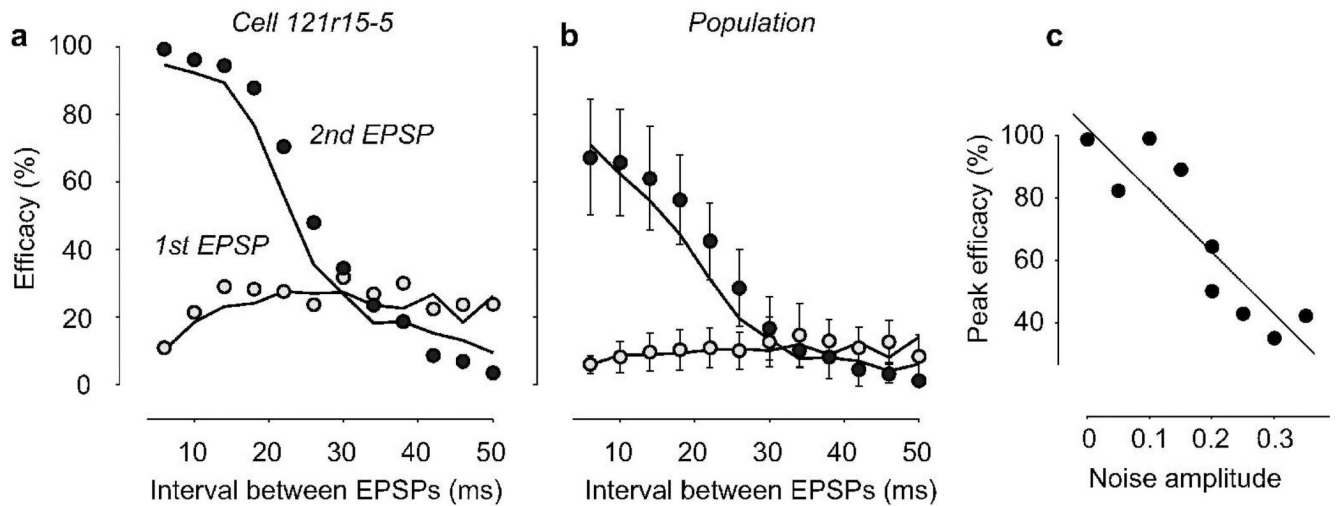 a
Cell 121r15-5
Efficacy (%)
100
80
60
40
20
0
2nd EPSP
1st EPSP
10 20 30 40 50
Interval between EPSPs (ms)
b
Population
10 20 30 40 50
Interval between EPSPs (ms)
c
Peak efficacy (%)
100
80
60
40
0 0.1 0.2 0.3
Noise amplitude